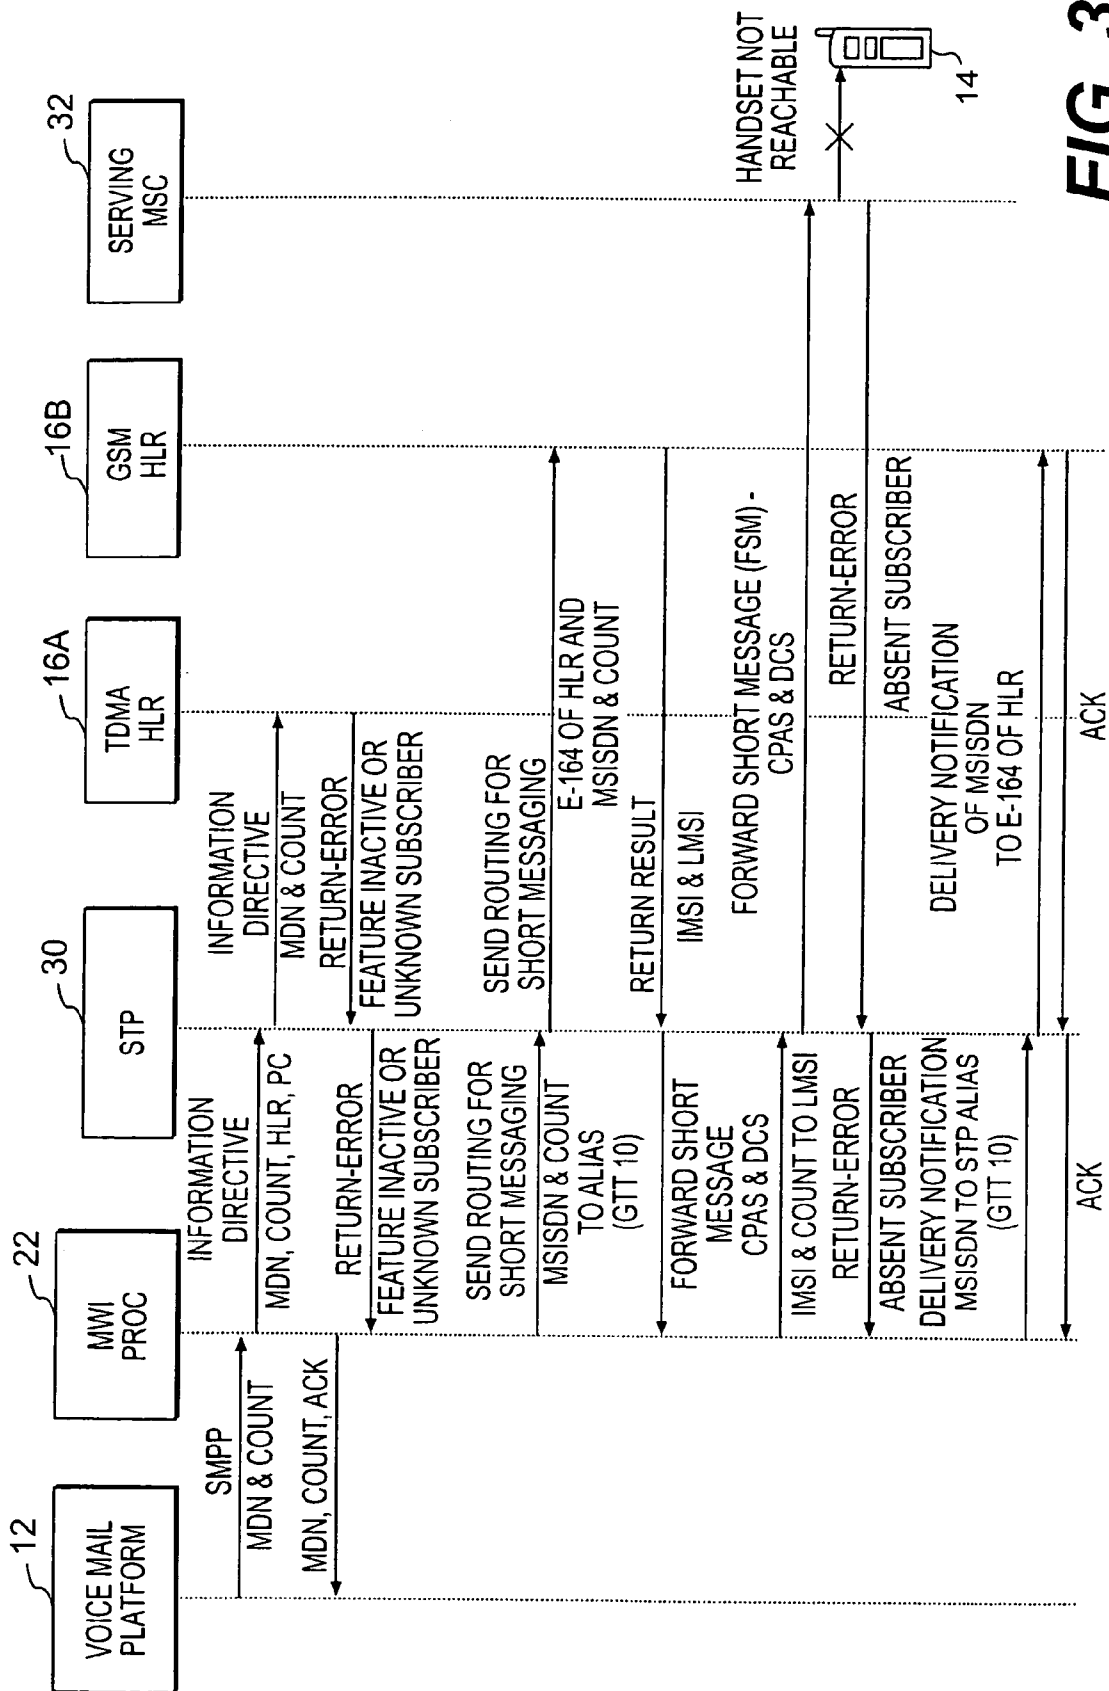 12
VOICE MAIL
PLATFORM
22
MWI
PROC
30
STP
16A
TDMA
HLR
16B
GSM
HLR
32
SERVING
MSC
SMPP
MDN & COUNT
MDN, COUNT, ACK
INFORMATION
DIRECTIVE
MDN, COUNT, HLR, PC
INFORMATION
DIRECTIVE
MDN & COUNT
RETURN-ERROR
FEATURE INACTIVE OR
UNKNOWN SUBSCRIBER
RETURN-ERROR
FEATURE INACTIVE OR
UNKNOWN SUBSCRIBER
SEND ROUTING FOR
SHORT MESSAGING
MSISDN & COUNT
TO ALIAS
(GTT 10)
SEND ROUTING FOR
SHORT MESSAGING
E-164 OF HLR AND
MSISDN & COUNT
RETURN RESULT
IMSI & LMSI
FORWARD SHORT
MESSAGE
CPAS & DCS
IMSI & COUNT TO LMSI
FORWARD SHORT MESSAGE (FSM) -
CPAS & DCS
HANDSET NOT
REACHABLE
14
RETURN-ERROR
ABSENT SUBSCRIBER
RETURN-ERROR
ABSENT SUBSCRIBER
DELIVERY NOTIFICATION
MSISDN TO STP ALIAS
(GTT 10)
DELIVERY NOTIFICATION
OF MSISDN
TO E-164 OF HLR
ACK
ACK
FIG. 3